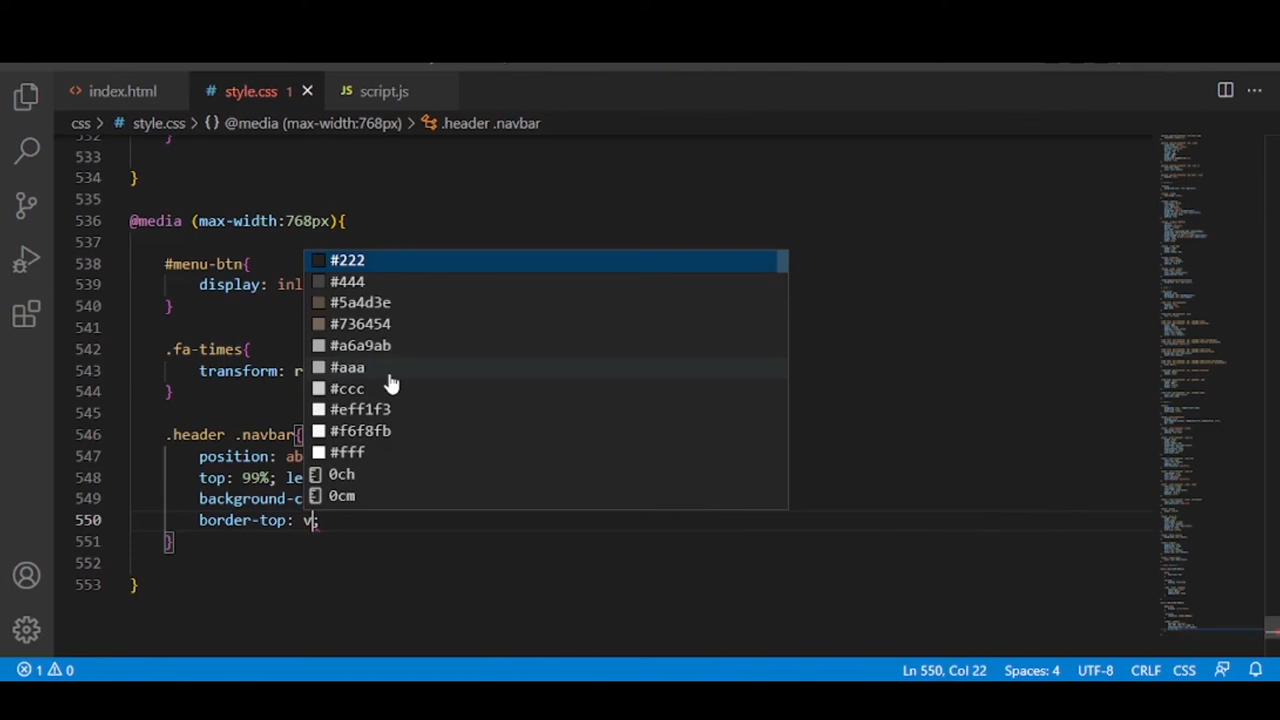 index.html
style.css 1
JS script.js
css > # style.css > {} @media (max-width:768px) > .header .navbar
532 }
533
534 }
535
536 @media (max-width:768px){
537
538 #menu-btn{
539 display: inl
540 }
541
542 .fa-times{
543 transform: r
544 }
545
546 .header .navbar{
547 position: ab
548 top: 99%; le
549 background-c
550 border-top: v;
551 }
552
553 }
#222
#444
#5a4d3e
#736454
#a6a9ab
#aaa
#ccc
#eff1f3
#f6f8fb
#fff
0ch
0cm
1 0 Ln 550, Col 22 Spaces: 4 UTF-8 CRLF CSS